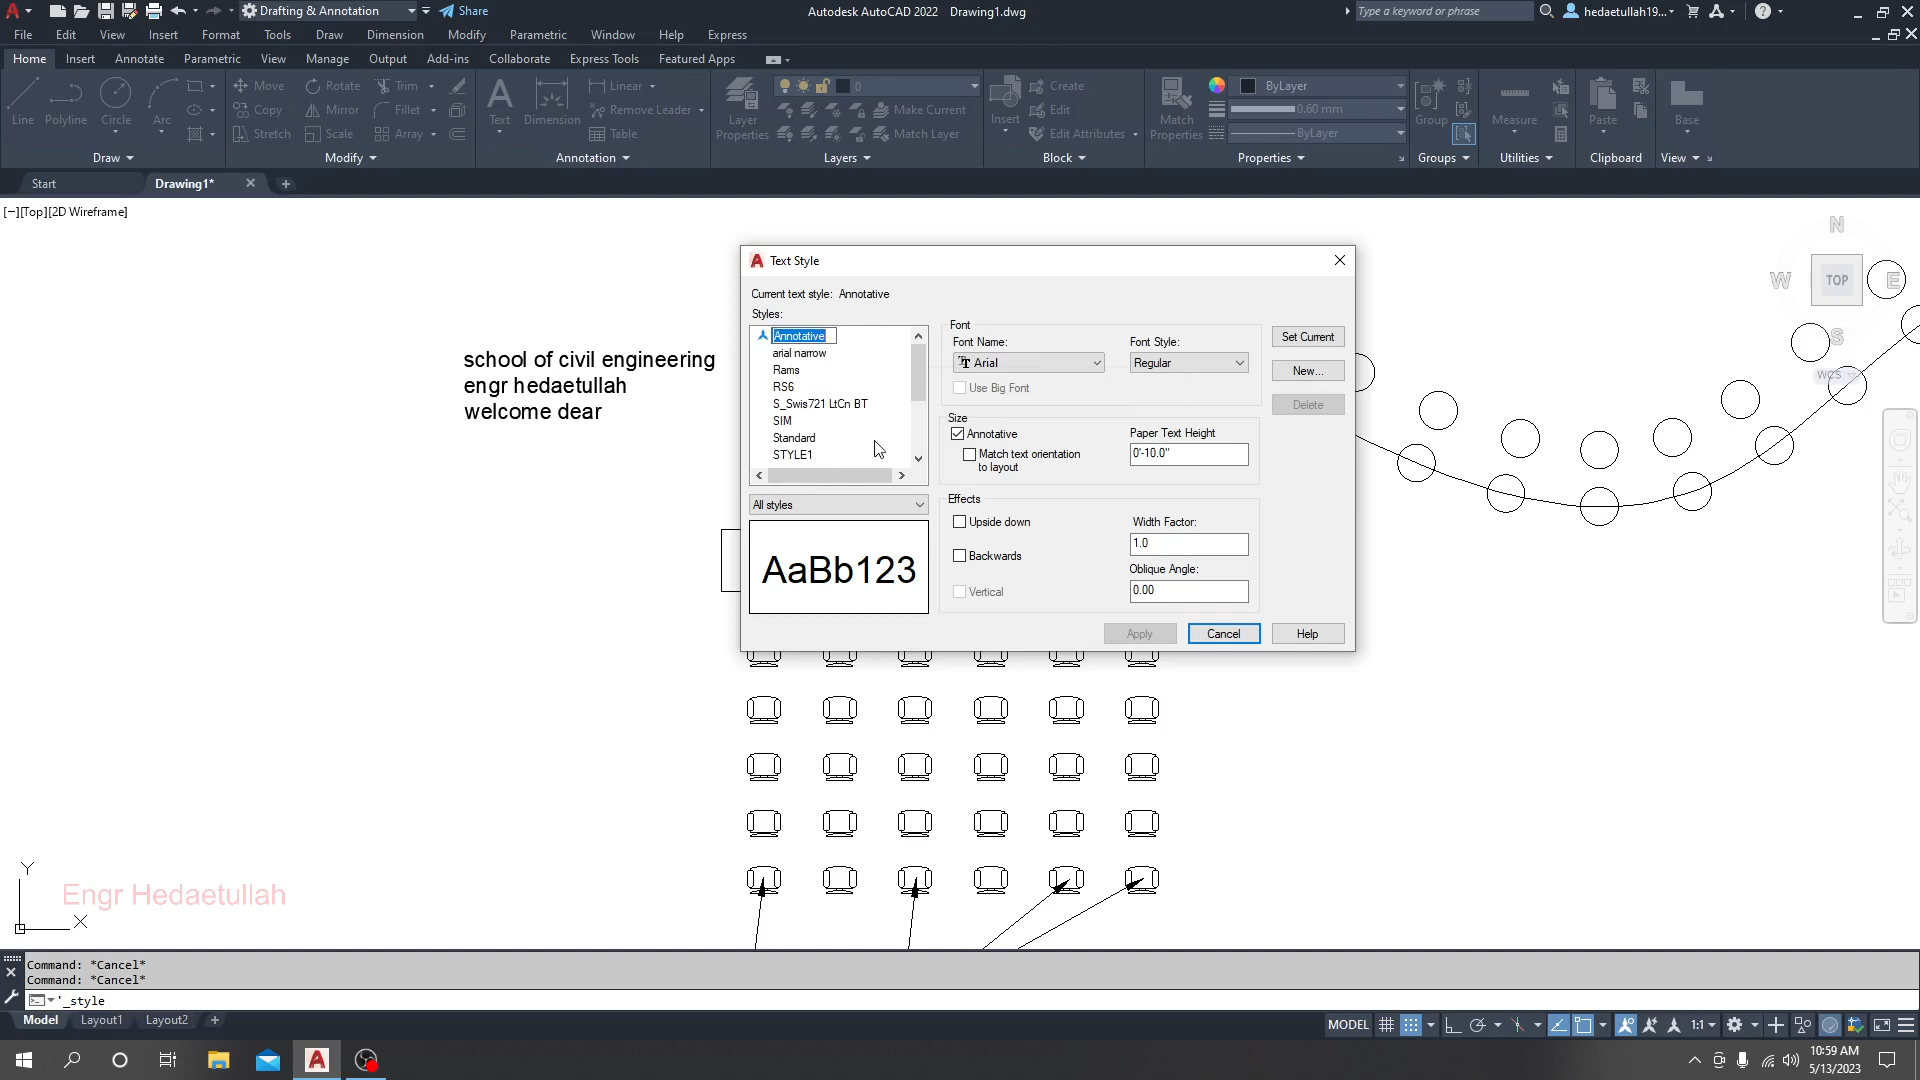 Drafting & Annotation
Share
Autodesk AutoCAD 2022 Drawing1.dwg
Type a keyword or phrase
hedaetullah19...
File Edit View Insert Format Tools Draw Dimension Modify Parametric Window Help Express
Home Insert Annotate Parametric View Manage Output Add-ins Collaborate Express Tools Featured Apps
Line
Polyline
Circle
Arc
Draw
Move
Rotate
Trim
Copy
Mirror
Fillet
Stretch
Scale
Array
Modify
Text
Dimension
Linear
Remove Leader
Table
Annotation
Layer
Properties
0
Make Current
Match Layer
Layers
Insert
Create
Edit
Edit Attributes
Block
Match
Properties
ByLayer
0.60 mm
ByLayer
Properties
Group
Groups
Measure
Utilities
Paste
Clipboard
Base
View
Start
Drawing1*
[−][Top][2D Wireframe]
N
W
TOP
E
S
WCS
school of civil engineering
engr hedaetullah
welcome dear
Text Style
Current text style: Annotative
Styles:
Annotative
arial narrow
Rams
RS6
S_Swis721 LtCn BT
SIM
Standard
STYLE1
All styles
AaBb123
Font
Font Name:
Arial
Font Style:
Regular
Use Big Font
Size
Annotative
Match text orientation
to layout
Paper Text Height
0'-10.0"
Effects
Upside down
Backwards
Vertical
Width Factor:
1.0
Oblique Angle:
0.00
Set Current
New...
Delete
Apply
Cancel
Help
Y
X
Engr Hedaetullah
Command: *Cancel*
Command: *Cancel*
'_style
Model
Layout1
Layout2
MODEL
1:1
10:59 AM
5/13/2023